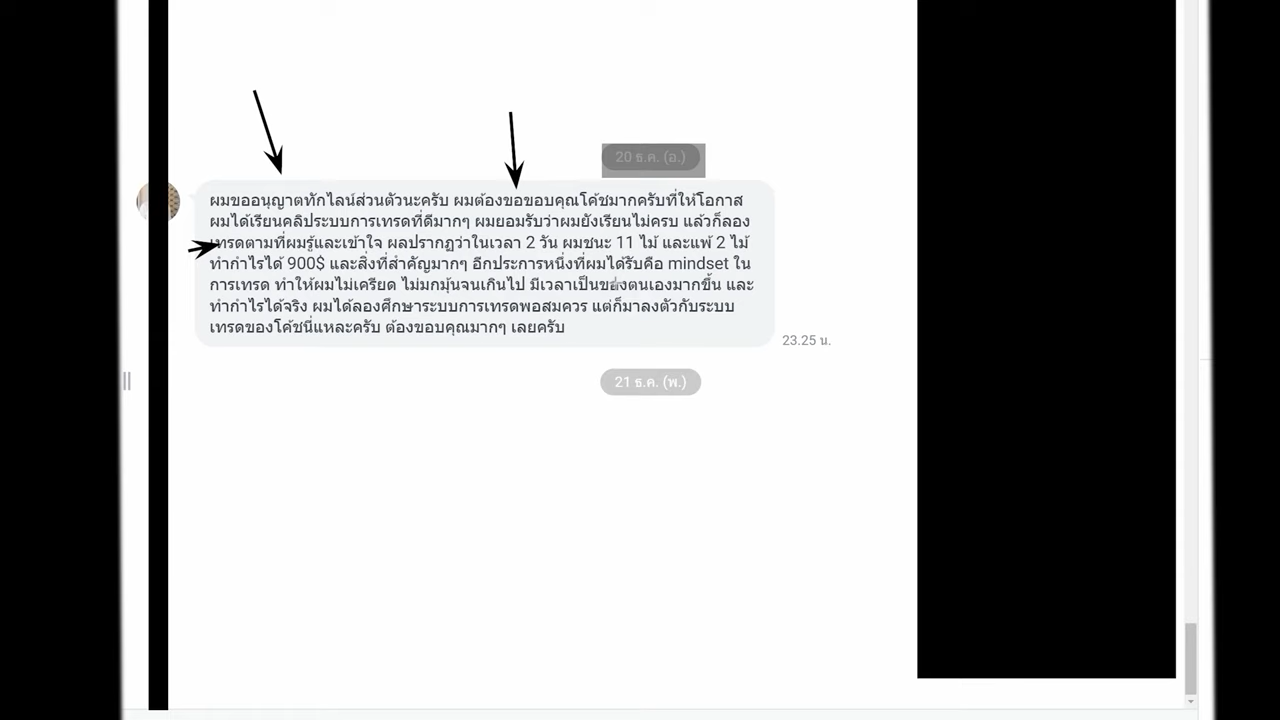 20 ธ.ค. (อ.)
ผมขออนุญาตทักไลน์ส่วนตัวนะครับ ผมต้องขอขอบคุณโค้ชมากครับที่ให้โอกาส
ผมได้เรียนคลิประบบการเทรดที่ดีมากๆ ผมยอมรับว่าผมยังเรียนไม่ครบ แล้วก็ลอง
เทรดตามที่ผมรู้และเข้าใจ ผลปรากฏว่าในเวลา 2 วัน ผมชนะ 11 ไม้ และแพ้ 2 ไม้
ทำกำไรได้ 900$ และสิ่งที่สำคัญมากๆ อีกประการหนึ่งที่ผมได้รับคือ mindset ใน
การเทรด ทำให้ผมไม่เครียด ไม่มกมุ้นจนเกินไป มีเวลาเป็นของตนเองมากขึ้น และ
ทำกำไรได้จริง ผมได้ลองศึกษาระบบการเทรดพอสมควร แต่ก็มาลงตัวกับระบบ
เทรดของโค้ชนี่แหละครับ ต้องขอบคุณมากๆ เลยครับ
23.25 น.
21 ธ.ค. (พ.)